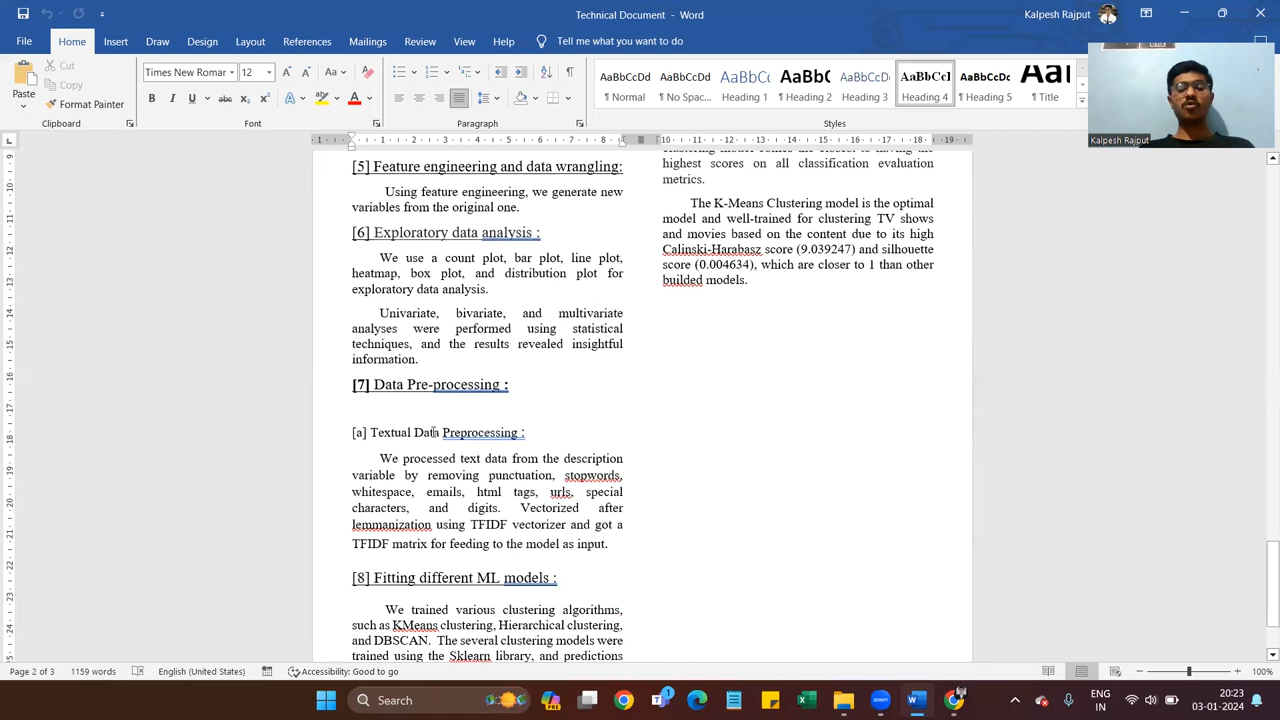 Technical Document - Word
Kalpesh Rajput
File Home Insert Draw Design Layout References Mailings Review View Help Tell me what you want to do
Paste
Cut
Copy
Format Painter
Clipboard
Times New Romar 12
Font
Paragraph
AaBbCcDd AaBbCcDd AaBbCc AaBb( AaBbCcDd AaBbCcI AaBbCcDd
¶ Normal ¶ No Spac... Heading 1 ¶ Heading 2 Heading 3 Heading 4 ¶ Heading 5 ¶ Title
Styles
Kalpesh Rajput
[5] Feature engineering and data wrangling:
Using feature engineering, we generate new
variables from the original one.
[6] Exploratory data analysis :
We use a count plot, bar plot, line plot,
heatmap, box plot, and distribution plot for
exploratory data analysis.
Univariate, bivariate, and multivariate
analyses were performed using statistical
techniques, and the results revealed insightful
information.
[7] Data Pre-processing :
[a] Textual Data Preprocessing :
We processed text data from the description
variable by removing punctuation, stopwords,
whitespace, emails, html tags, urls, special
characters, and digits. Vectorized after
lemmanization using TFIDF vectorizer and got a
TFIDF matrix for feeding to the model as input.
[8] Fitting different ML models :
We trained various clustering algorithms,
such as KMeans clustering, Hierarchical clustering,
and DBSCAN. The several clustering models were
trained using the Sklearn library, and predictions
highest scores on all classification evaluation
metrics.
The K-Means Clustering model is the optimal
model and well-trained for clustering TV shows
and movies based on the content due to its high
Calinski-Harabasz score (9.039247) and silhouette
score (0.004634), which are closer to 1 than other
builded models.
Page 2 of 3 1159 words English (United States) Accessibility: Good to go 100%
Search
ENG
IN
20:23
03-01-2024